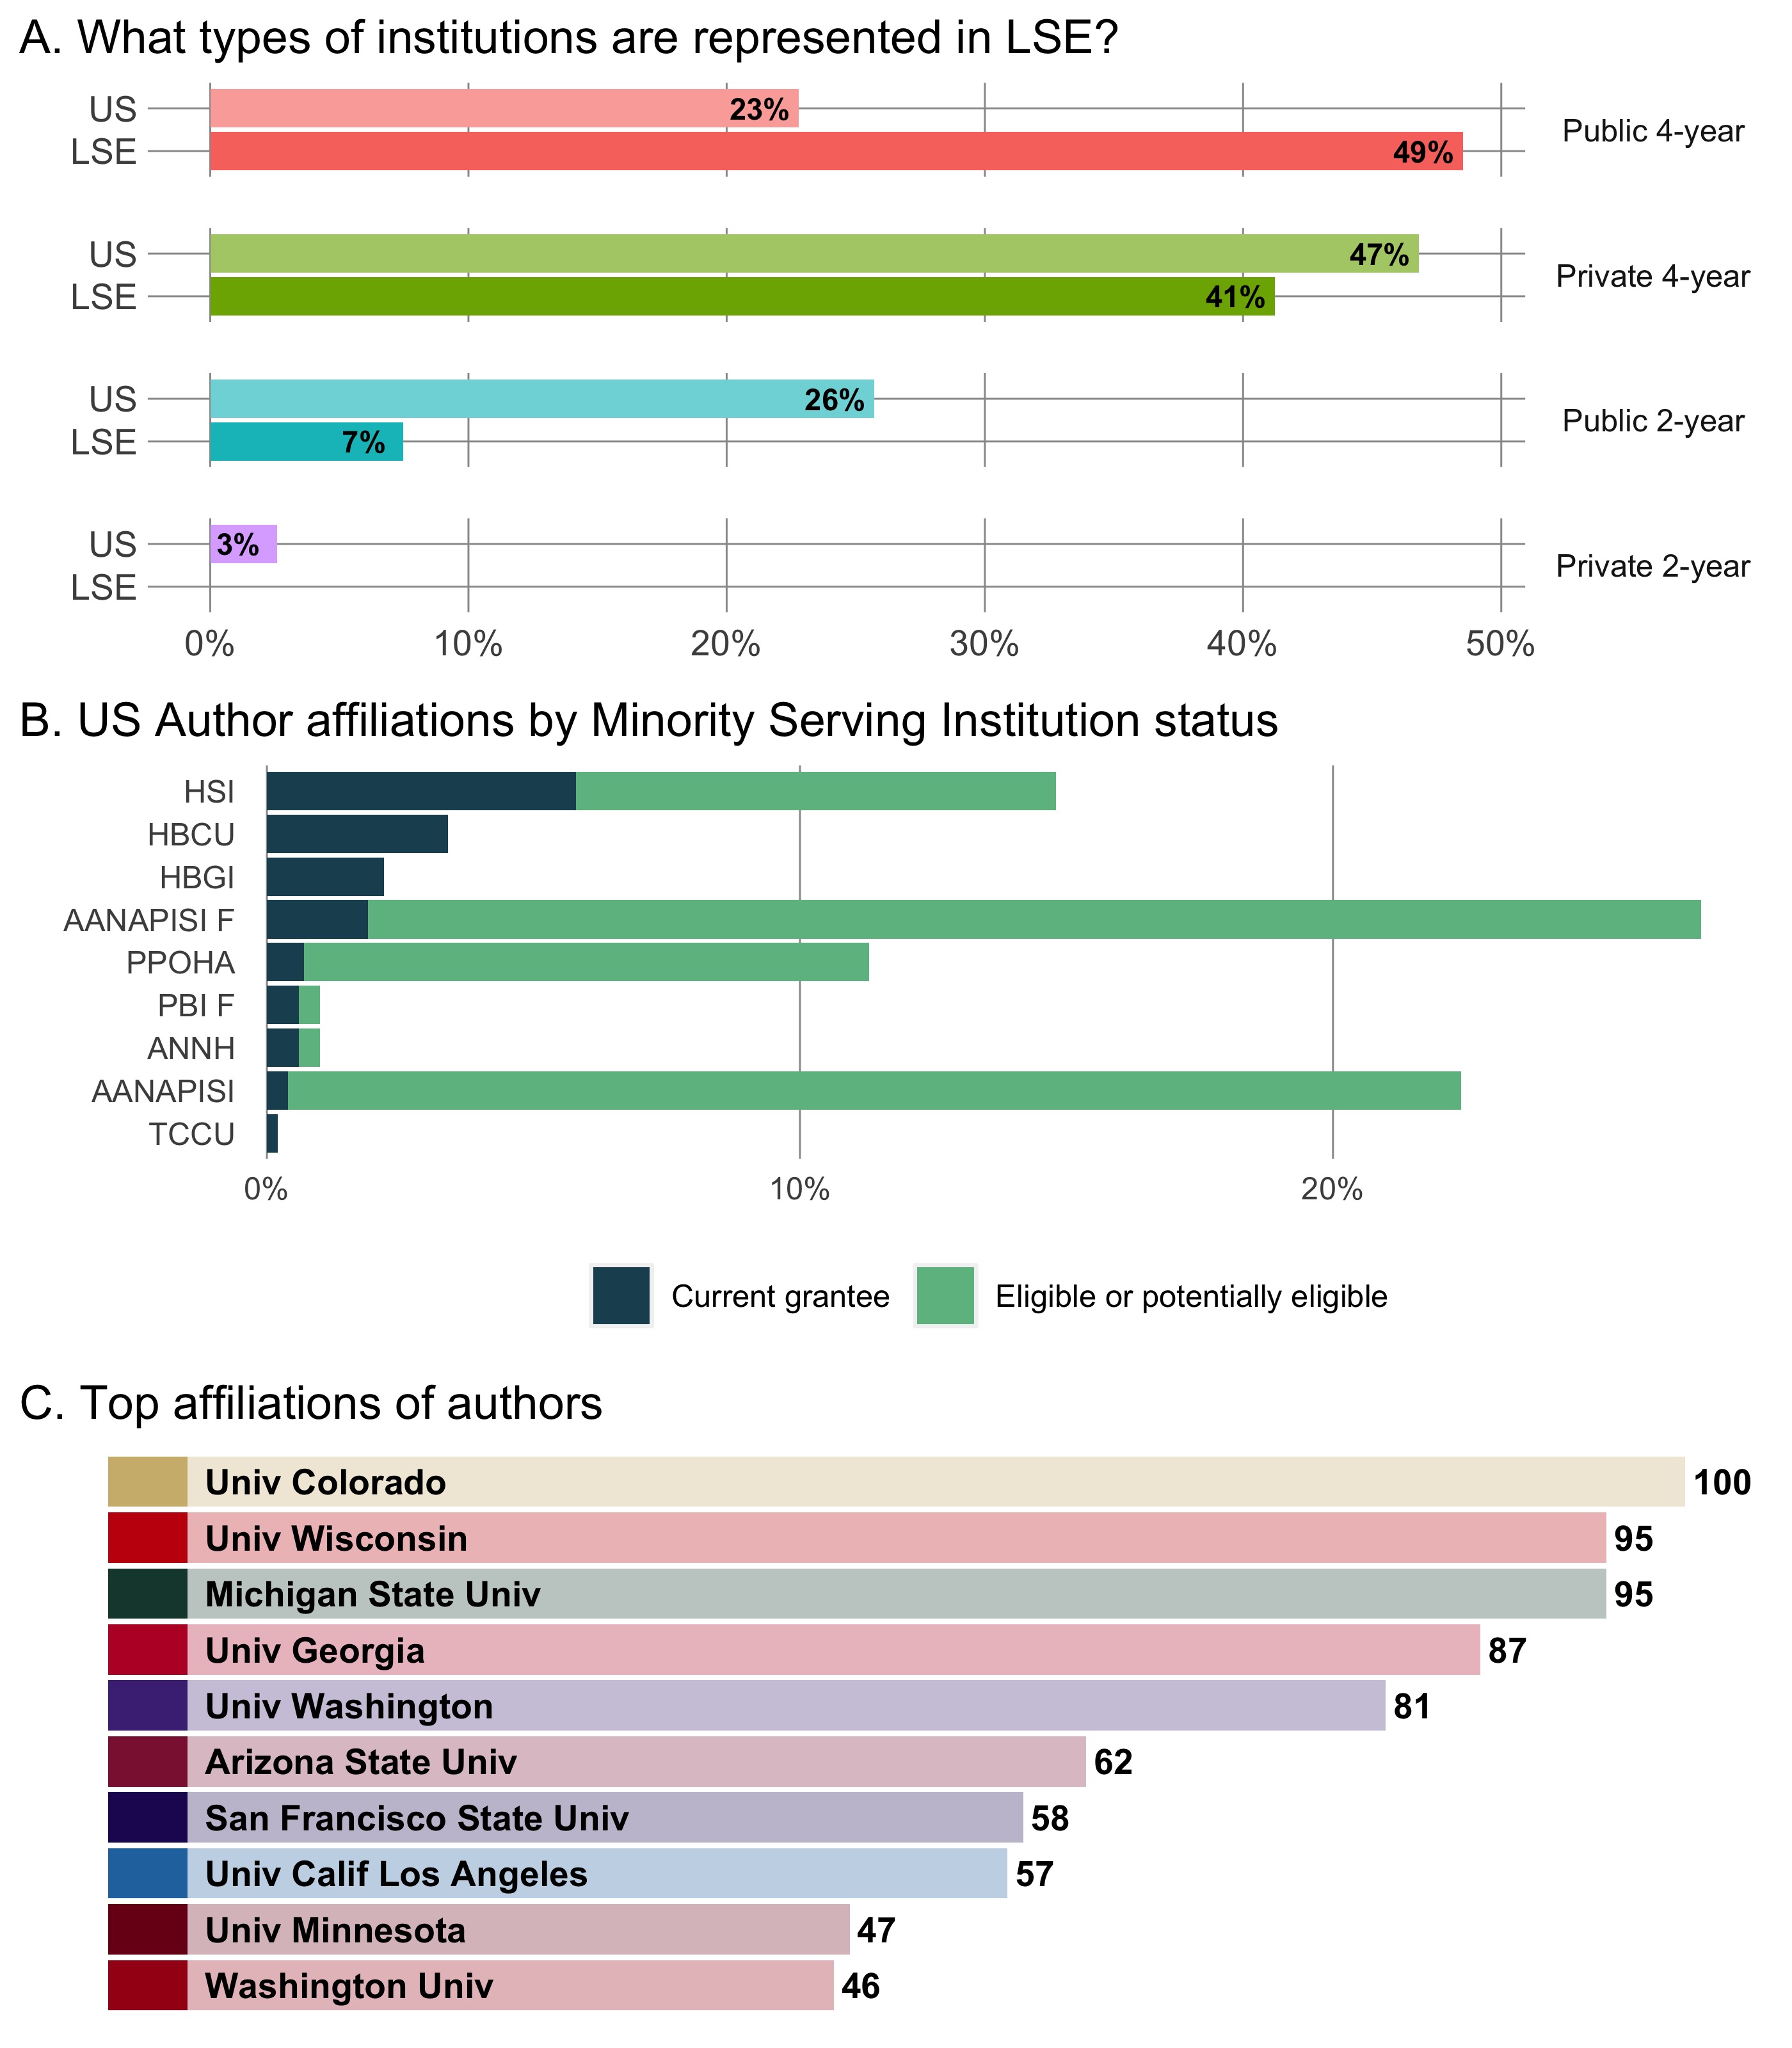 A. What types of institutions are represented in LSE?
US
23%
LSE
49%
Public 4-year
US
47%
LSE
41%
Private 4-year
US
26%
LSE
7%
Public 2-year
US
3%
LSE
Private 2-year
0% 10% 20% 30% 40% 50%
B. US Author affiliations by Minority Serving Institution status
HSI
HBCU
HBGI
AANAPISI F
PPOHA
PBI F
ANNH
AANAPISI
TCCU
0% 10% 20%
Current grantee Eligible or potentially eligible
C. Top affiliations of authors
Univ Colorado 100
Univ Wisconsin 95
Michigan State Univ 95
Univ Georgia 87
Univ Washington 81
Arizona State Univ 62
San Francisco State Univ 58
Univ Calif Los Angeles 57
Univ Minnesota 47
Washington Univ 46